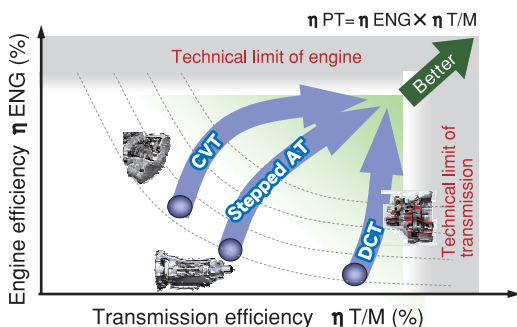 η PT= η ENG× η T/M
Technical limit of engine
Better
Engine efficiency η ENG (%)
CVT
Stepped AT
DCT
Technical limit of
transmission
Transmission efficiency η T/M (%)